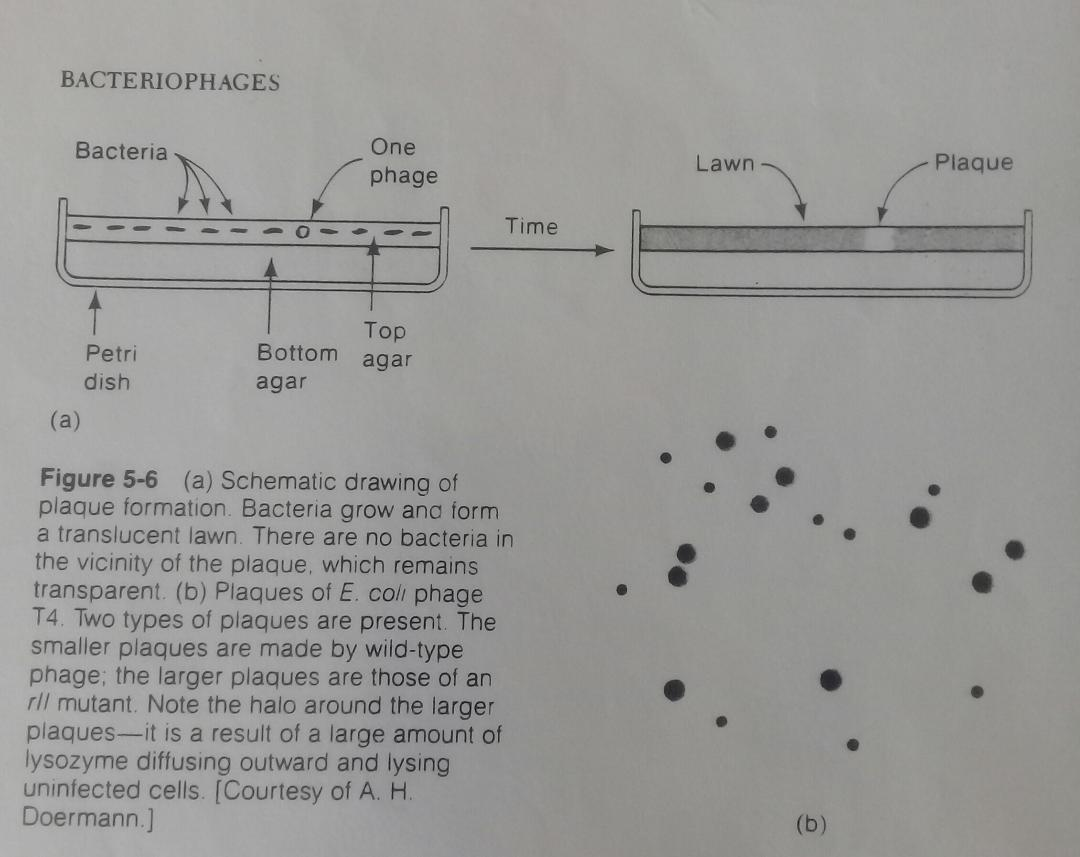 BACTERIOPHAGES
Bacteria
One
phage
Petri
dish
Bottom
agar
Top
agar
Time
Lawn
Plaque
(a)
Figure 5-6 (a) Schematic drawing of
plaque formation. Bacteria grow and form
a translucent lawn. There are no bacteria in
the vicinity of the plaque, which remains
transparent. (b) Plaques of E. coli phage
T4. Two types of plaques are present. The
smaller plaques are made by wild-type
phage; the larger plaques are those of an
rII mutant. Note the halo around the larger
plaques—it is a result of a large amount of
lysozyme diffusing outward and lysing
uninfected cells. [Courtesy of A. H.
Doermann.]
(b)